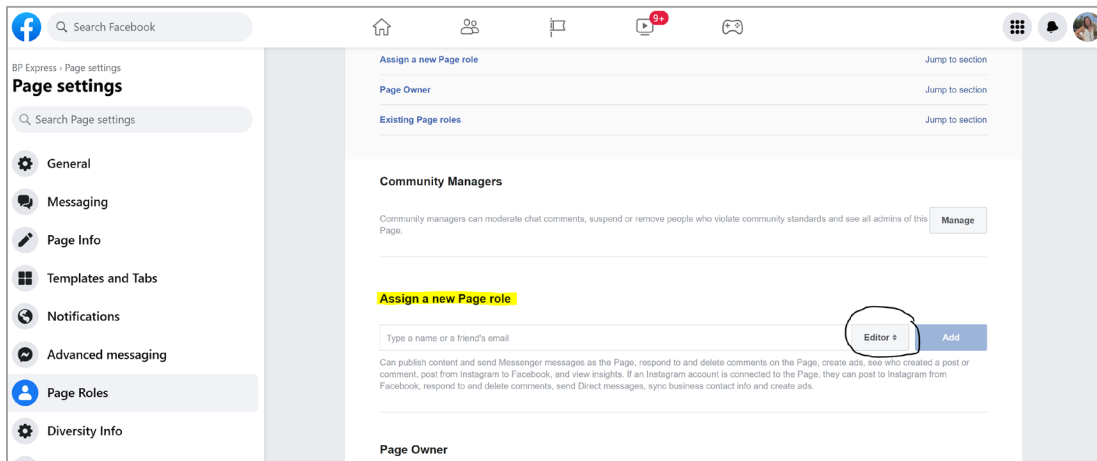 Search Facebook
9+
BP Express › Page settings
Page settings
Search Page settings
General
Messaging
Page Info
Templates and Tabs
Notifications
Advanced messaging
Page Roles
Diversity Info
Assign a new Page role Jump to section
Page Owner Jump to section
Existing Page roles Jump to section
Community Managers
Community managers can moderate chat comments, suspend or remove people who violate community standards and see all admins of this
Page.
Manage
Assign a new Page role
Type a name or a friend's email Editor Add
Can publish content and send Messenger messages as the Page, respond to and delete comments on the Page, create ads, see who created a post or
comment, post from Instagram to Facebook, and view insights. If an Instagram account is connected to the Page, they can post to Instagram from
Facebook, respond to and delete comments, send Direct messages, sync business contact info and create ads.
Page Owner